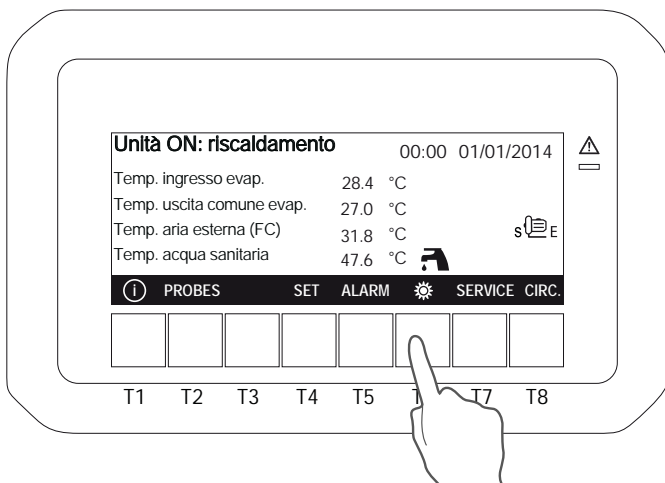 Unità ON: riscaldamento 00:00 01/01/2014
Temp. ingresso evap. 28.4 °C
Temp. uscita comune evap. 27.0 °C
Temp. aria esterna (FC) 31.8 °C S E
Temp. acqua sanitaria 47.6 °C
i PROBES SET ALARM SERVICE CIRC.
T1 T2 T3 T4 T5 T7 T8